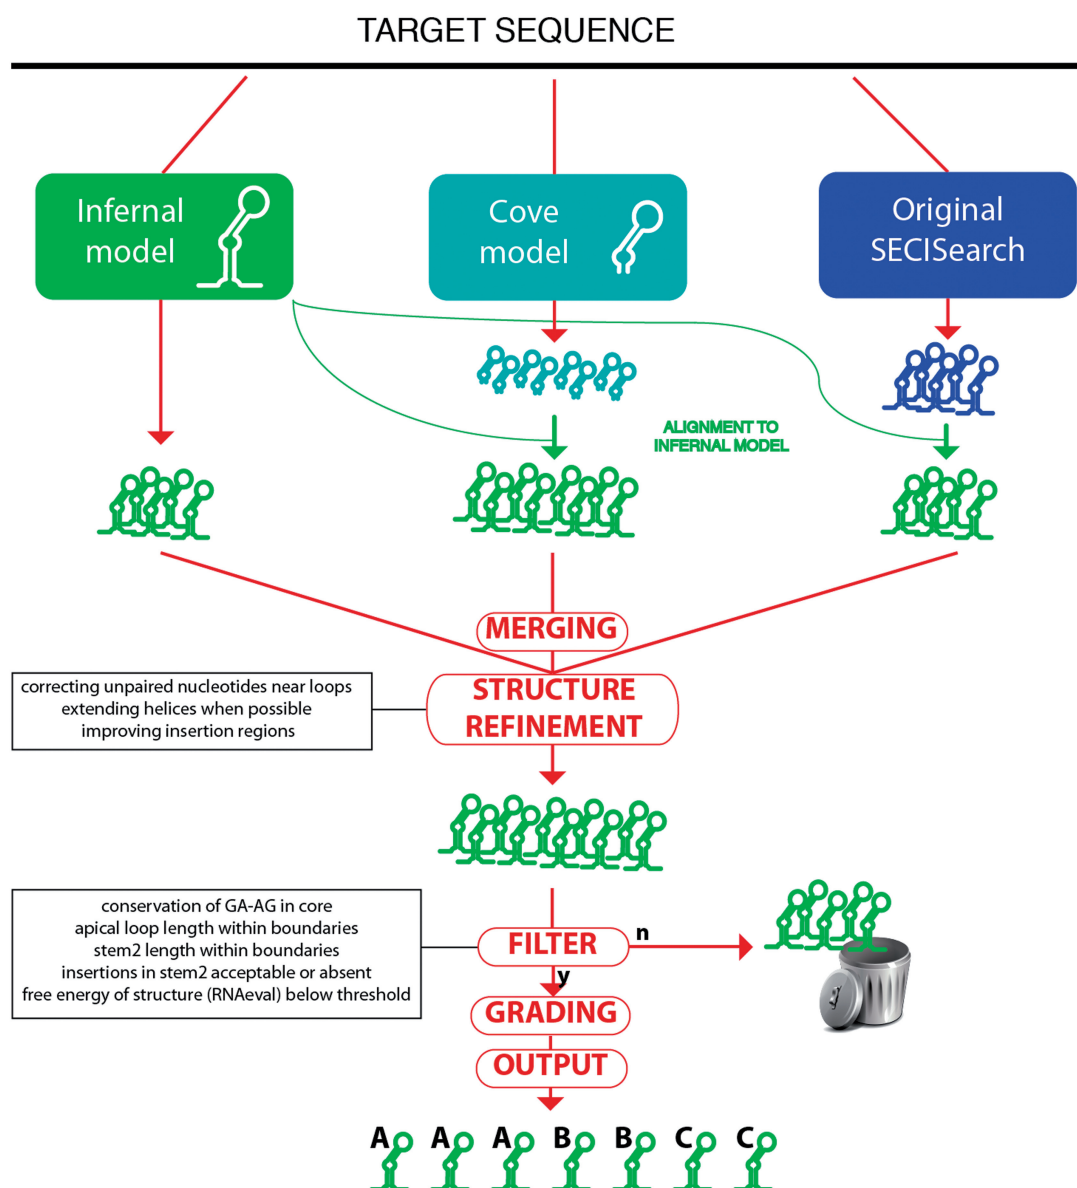 TARGET SEQUENCE
Infernal
model
Cove
model
Original
SECISearch
ALIGNMENT TO
INFERNAL MODEL
MERGING
correcting unpaired nucleotides near loops
extending helices when possible
improving insertion regions
STRUCTURE
REFINEMENT
conservation of GA-AG in core
apical loop length within boundaries
stem2 length within boundaries
insertions in stem2 acceptable or absent
free energy of structure (RNAeval) below threshold
FILTER
n
y
GRADING
OUTPUT
A A A B B C C